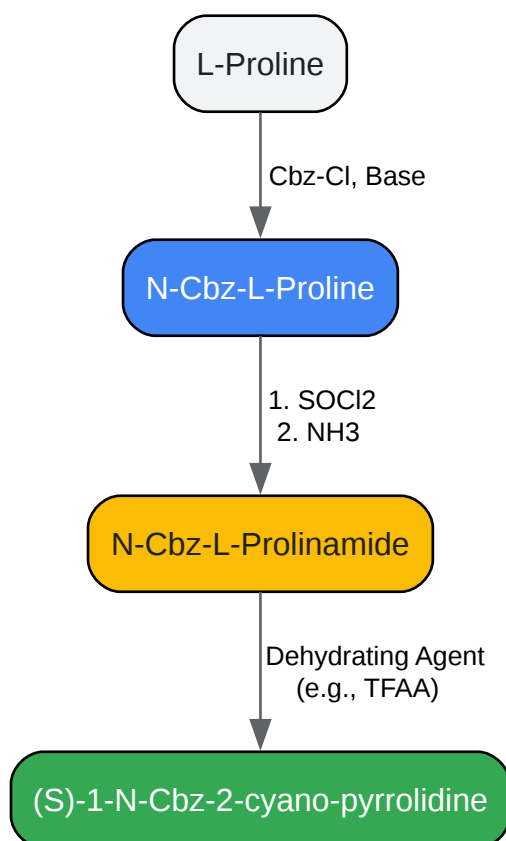 L-Proline
Cbz-Cl, Base
N-Cbz-L-Proline
1. SOCl2
2. NH3
N-Cbz-L-Prolinamide
Dehydrating Agent
(e.g., TFAA)
(S)-1-N-Cbz-2-cyano-pyrrolidine